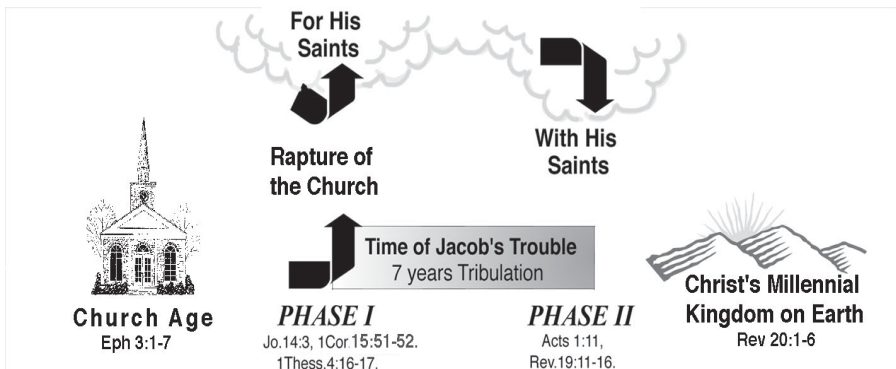 For His
Saints
With His
Saints
Rapture of
the Church
Time of Jacob's Trouble
7 years Tribulation
Church Age
Eph 3:1-7
PHASE I
Jo.14:3, 1Cor.15:51-52.
1Thess.4:16-17.
PHASE II
Acts 1:11,
Rev.19:11-16.
Christ's Millennial
Kingdom on Earth
Rev 20:1-6